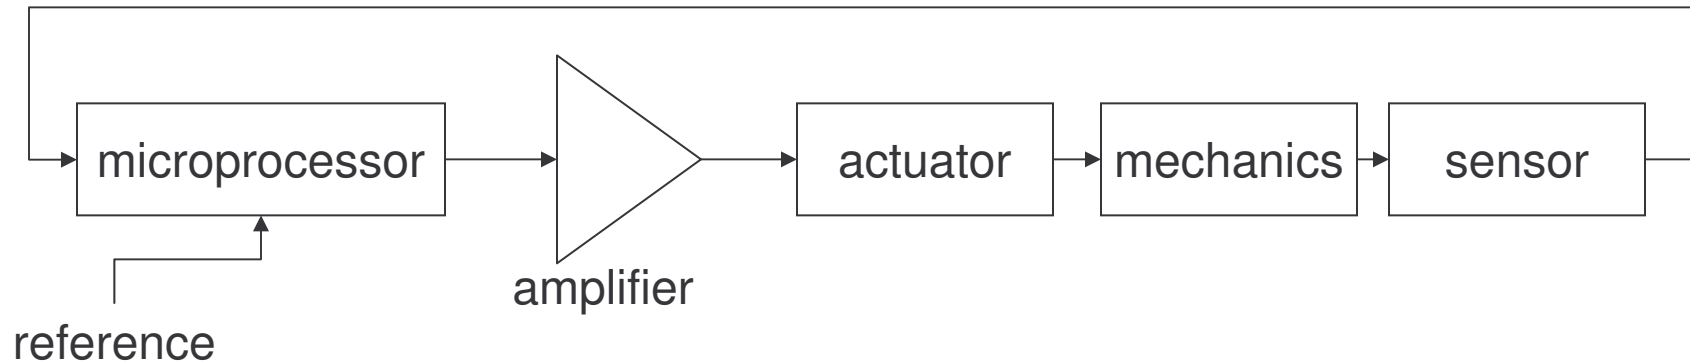 microprocessor
amplifier
actuator
mechanics
sensor
reference